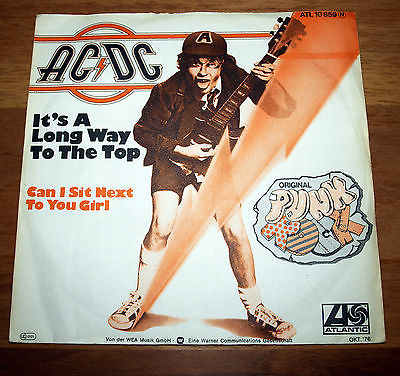 ATL 10 859 Ⓝ
AC/DC
A
It's A
Long Way
To The Top
Can I Sit Next
To You Girl
ORIGINAL
PUNK
ROCK
ATLANTIC
Von der WEA Musik GmbH - Eine Warner Communications Gesellschaft
OKT. '76